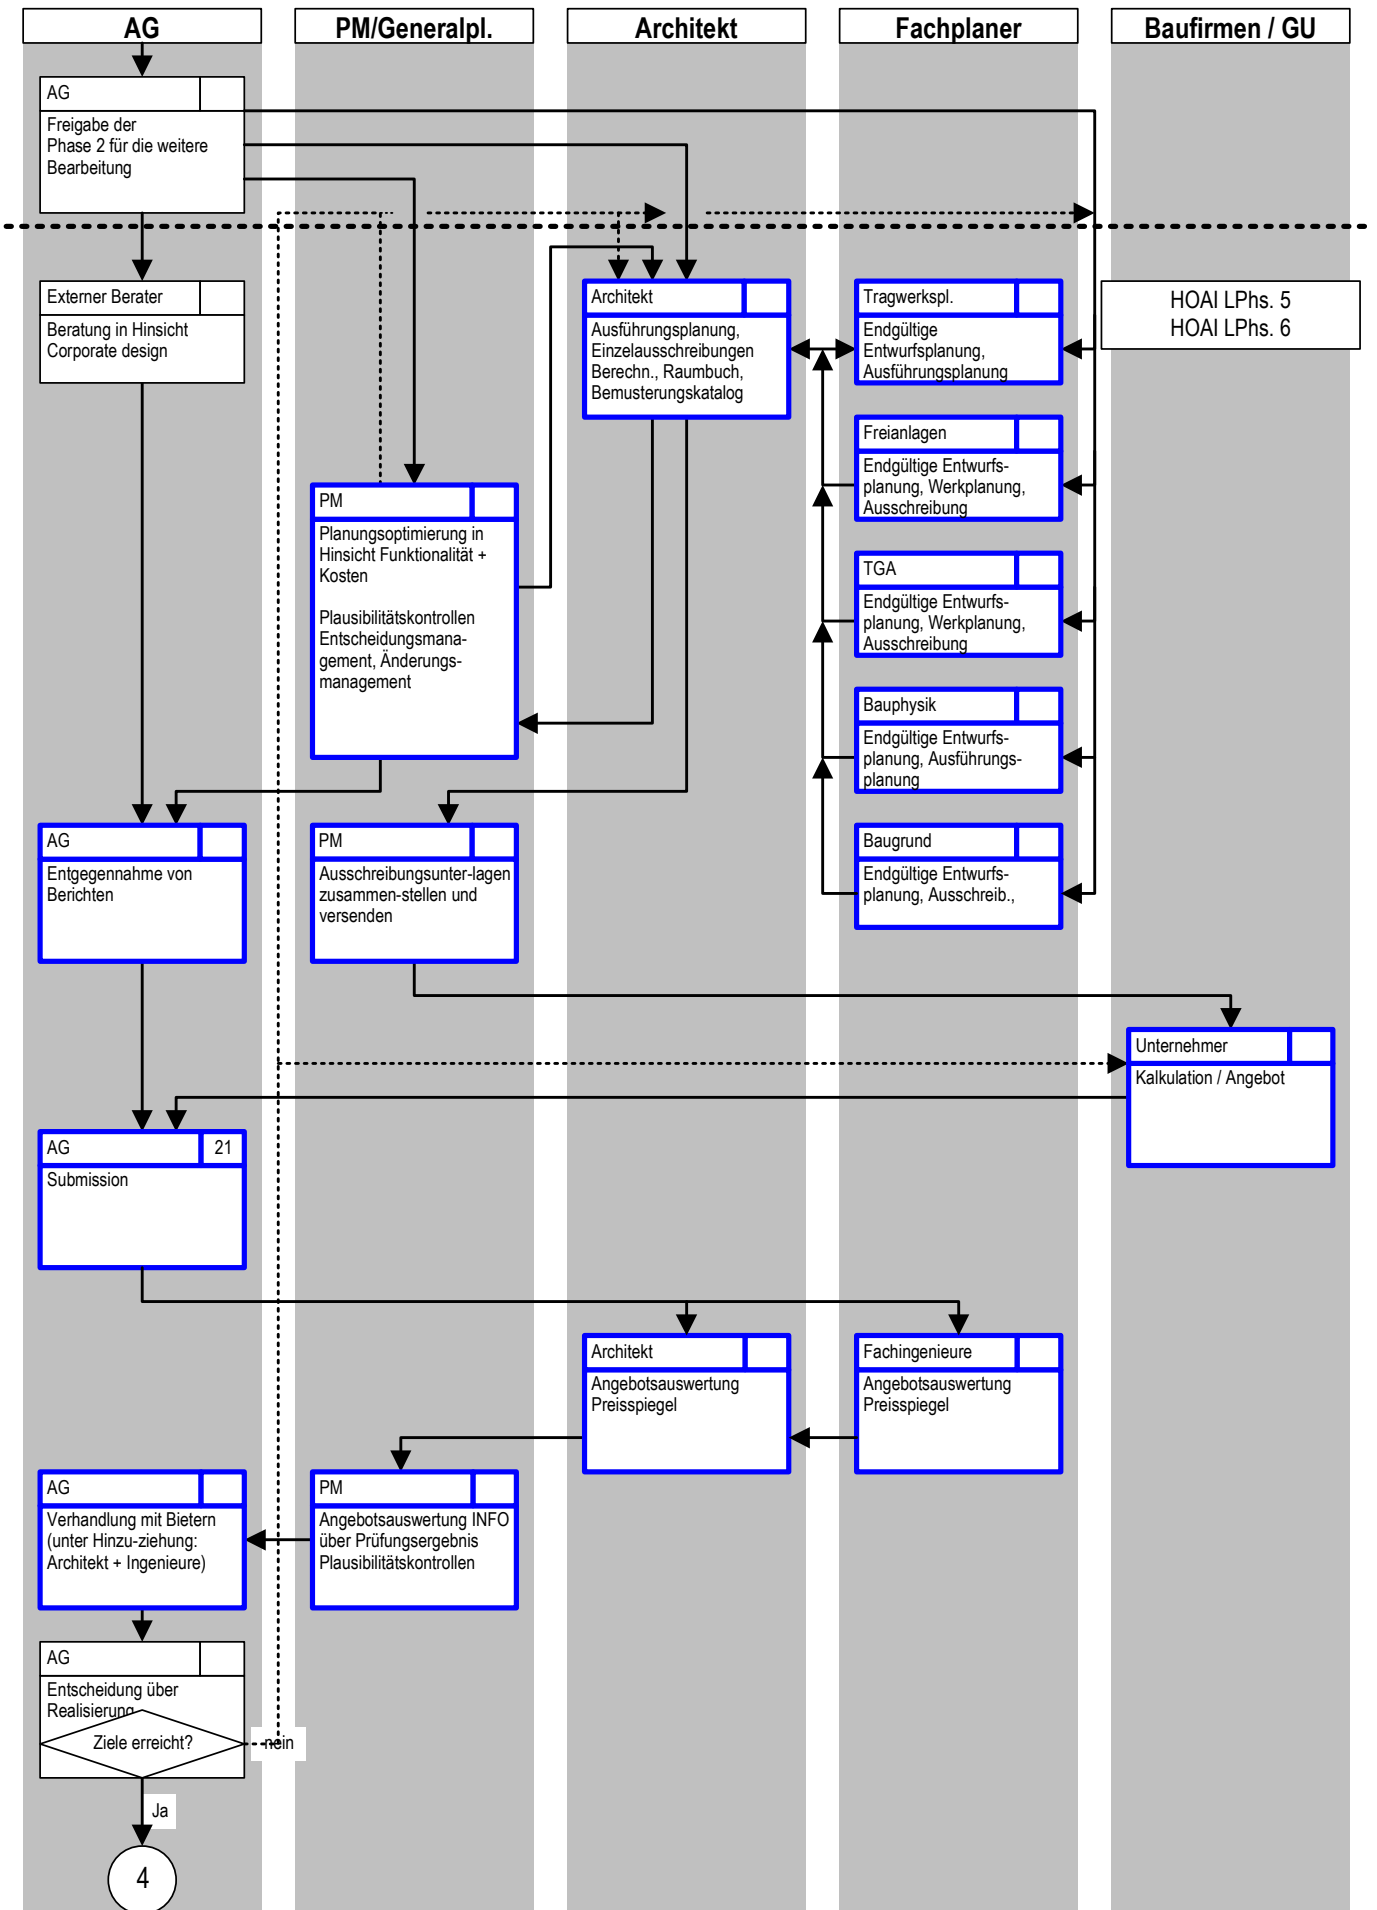 AG
PM/Generalpl.
Architekt
Fachplaner
Baufirmen / GU
AG
Freigabe der
Phase 2 für die weitere
Bearbeitung
Externer Berater
Beratung in Hinsicht
Corporate design
Architekt
Ausführungsplanung,
Einzelausschreibungen
Berechn., Raumbuch,
Bemusterungskatalog
Tragwerkspl.
Endgültige
Entwurfsplanung,
Ausführungsplanung
HOAI LPhs. 5
HOAI LPhs. 6
Freianlagen
Endgültige Entwurfs-
planung, Werkplanung,
Ausschreibung
PM
Planungsoptimierung in
Hinsicht Funktionalität +
Kosten
Plausibilitätskontrollen
Entscheidungsmana-
gement, Änderungs-
management
TGA
Endgültige Entwurfs-
planung, Werkplanung,
Ausschreibung
Bauphysik
Endgültige Entwurfs-
planung, Ausführungs-
planung
AG
Entgegennahme von
Berichten
PM
Ausschreibungsunter-lagen
zusammen-stellen und
versenden
Baugrund
Endgültige Entwurfs-
planung, Ausschreib.,
Unternehmer
Kalkulation / Angebot
AG
21
Submission
Architekt
Angebotsauswertung
Preisspiegel
Fachingenieure
Angebotsauswertung
Preisspiegel
AG
Verhandlung mit Bietern
(unter Hinzu-ziehung:
Architekt + Ingenieure)
PM
Angebotsauswertung INFO
über Prüfungsergebnis
Plausibilitätskontrollen
AG
Entscheidung über
Realisierung
Ziele erreicht?
nein
Ja
4